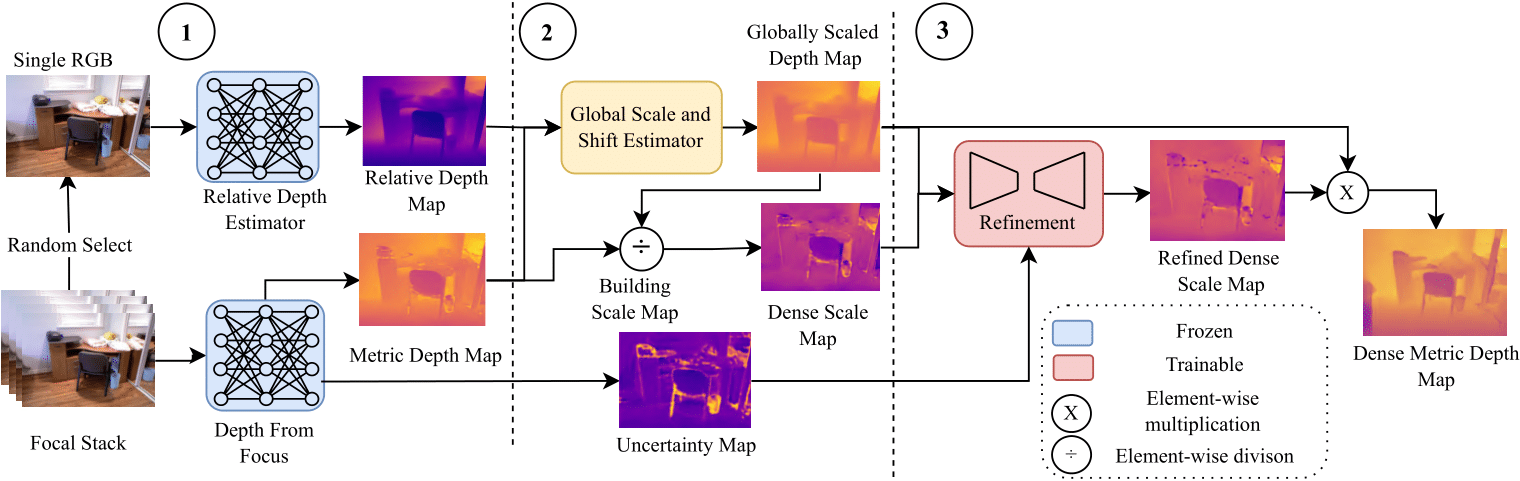 1
2
3
Single RGB
Relative Depth
Estimator
Relative Depth
Map
Random Select
Focal Stack
Depth From
Focus
Metric Depth Map
Global Scale and
Shift Estimator
Globally Scaled
Depth Map
÷
Building
Scale Map
Dense Scale
Map
Uncertainty Map
Refinement
Refined Dense
Scale Map
X
Dense Metric Depth
Map
Frozen
Trainable
X
Element-wise
multiplication
÷
Element-wise divison